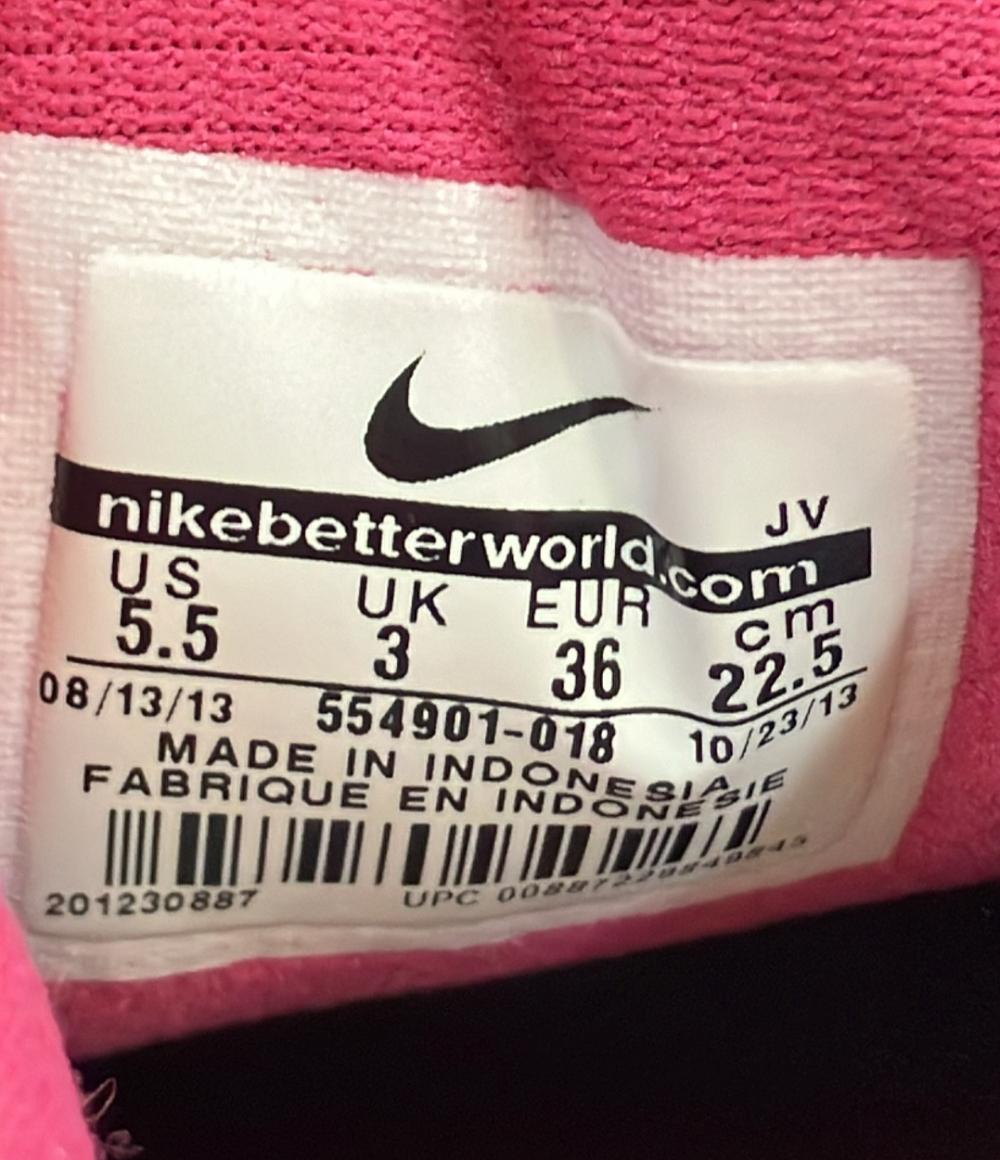 JV
nikebetterworld.com
US UK EUR cm
5.5 3 36 22.5
08/13/13 554901-018 10/23/13
MADE IN INDONESIA
FABRIQUE EN INDONESIE
201230887 UPC